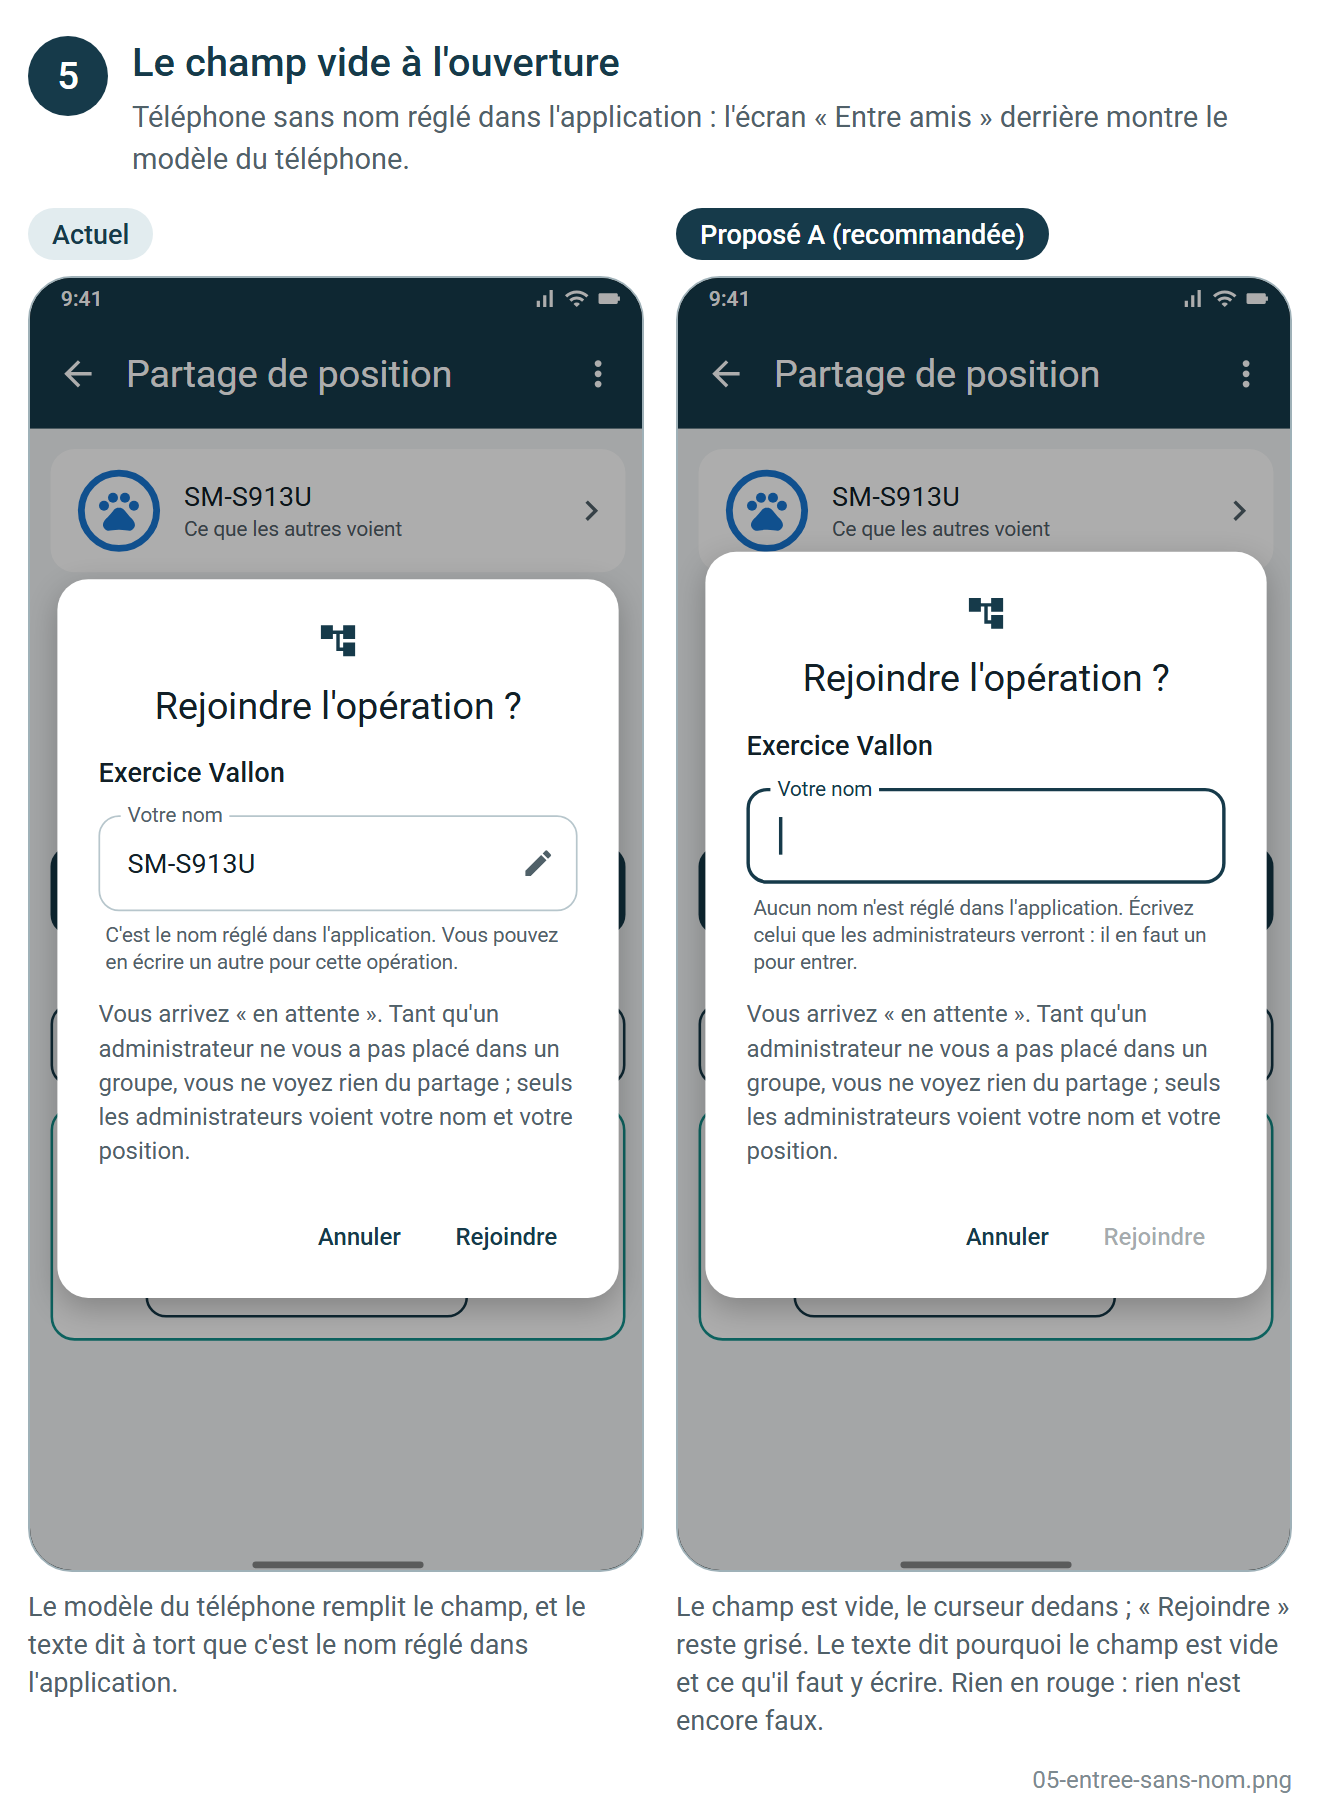 5
Le champ vide à l'ouverture
Téléphone sans nom réglé dans l'application : l'écran « Entre amis » derrière montre le
modèle du téléphone.
Actuel
9:41
Partage de position
SM-S913U
Ce que les autres voient
Rejoindre l'opération ?
Exercice Vallon
Votre nom
SM-S913U
C'est le nom réglé dans l'application. Vous pouvez
en écrire un autre pour cette opération.
Vous arrivez « en attente ». Tant qu'un
administrateur ne vous a pas placé dans un
groupe, vous ne voyez rien du partage ; seuls
les administrateurs voient votre nom et votre
position.
Annuler Rejoindre
Le modèle du téléphone remplit le champ, et le
texte dit à tort que c'est le nom réglé dans
l'application.
Proposé A (recommandée)
9:41
Partage de position
SM-S913U
Ce que les autres voient
Rejoindre l'opération ?
Exercice Vallon
Votre nom
Aucun nom n'est réglé dans l'application. Écrivez
celui que les administrateurs verront : il en faut un
pour entrer.
Vous arrivez « en attente ». Tant qu'un
administrateur ne vous a pas placé dans un
groupe, vous ne voyez rien du partage ; seuls
les administrateurs voient votre nom et votre
position.
Annuler Rejoindre
Le champ est vide, le curseur dedans ; « Rejoindre »
reste grisé. Le texte dit pourquoi le champ est vide
et ce qu'il faut y écrire. Rien en rouge : rien n'est
encore faux.
05-entree-sans-nom.png